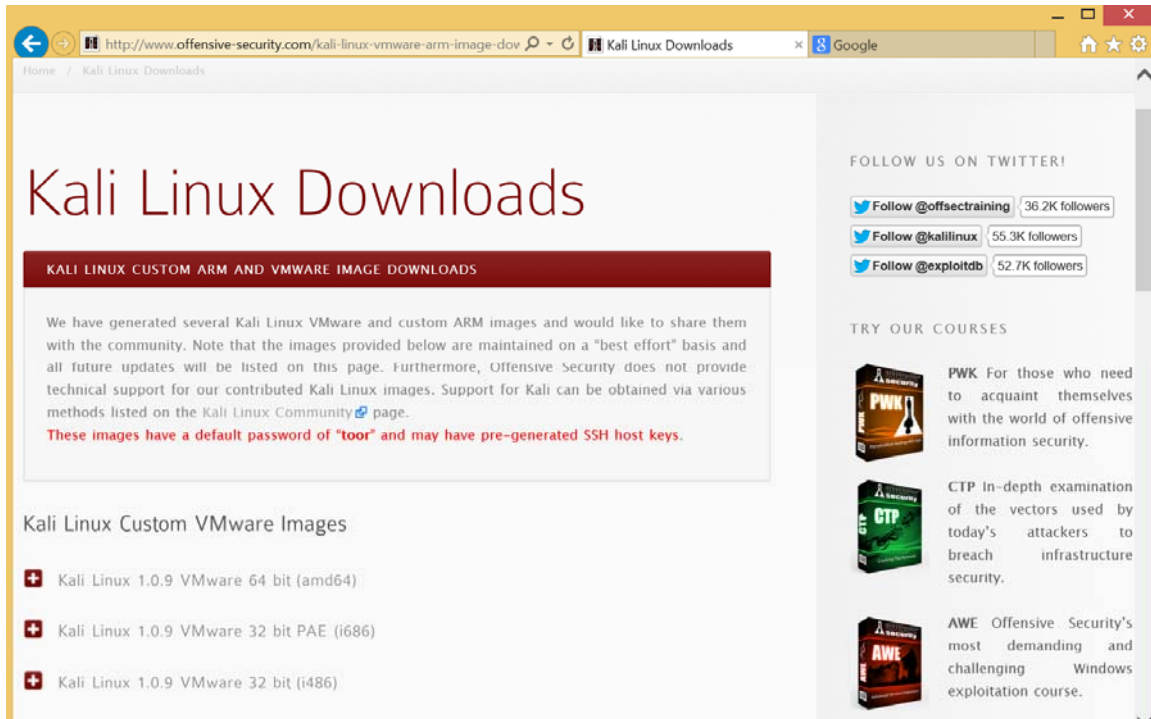 http://www.offensive-security.com/kali-linux-vmware-arm-image-dov
Kali Linux Downloads
Google
Home / Kali Linux Downloads
Kali Linux Downloads
KALI LINUX CUSTOM ARM AND VMWARE IMAGE DOWNLOADS
We have generated several Kali Linux VMware and custom ARM images and would like to share them
with the community. Note that the images provided below are maintained on a "best effort" basis and
all future updates will be listed on this page. Furthermore, Offensive Security does not provide
technical support for our contributed Kali Linux images. Support for Kali can be obtained via various
methods listed on the Kali Linux Community page.
These images have a default password of "toor" and may have pre-generated SSH host keys.
Kali Linux Custom VMware Images
Kali Linux 1.0.9 VMware 64 bit (amd64)
Kali Linux 1.0.9 VMware 32 bit PAE (i686)
Kali Linux 1.0.9 VMware 32 bit (i486)
FOLLOW US ON TWITTER!
Follow @offsectraining 36.2K followers
Follow @kalilinux 55.3K followers
Follow @exploitdb 52.7K followers
TRY OUR COURSES
security
PWK
PWK
PWK For those who need
to acquaint themselves
with the world of offensive
information security.
security
CTP
CTP
CTP In-depth examination
of the vectors used by
today's attackers to
breach infrastructure
security.
security
AWE
AWE
AWE Offensive Security's
most demanding and
challenging Windows
exploitation course.